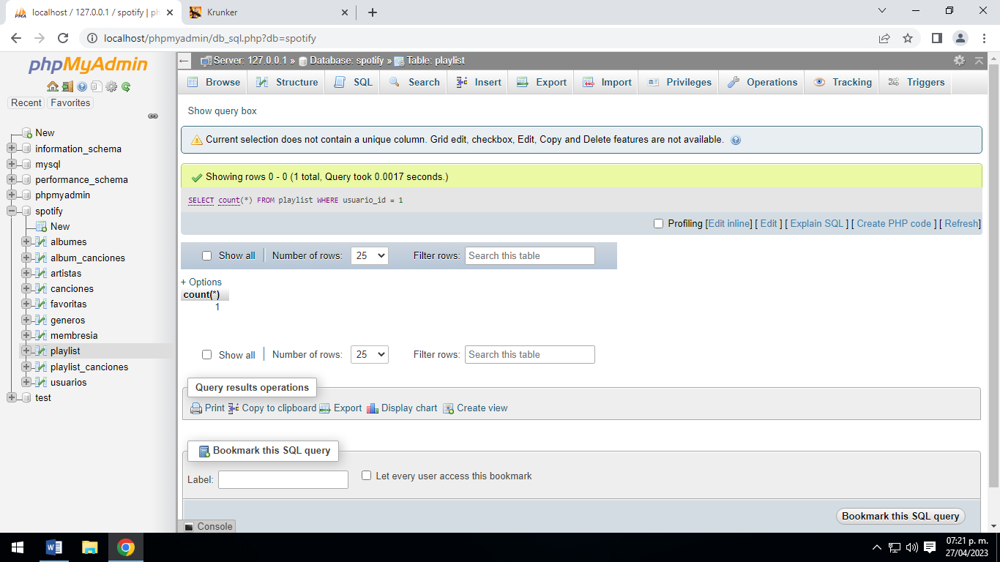 localhost / 127.0.0.1 / spotify | ph
Krunker
localhost/phpmyadmin/db_sql.php?db=spotify
phpMyAdmin
Recent Favorites
New
information_schema
mysql
performance_schema
phpmyadmin
spotify
New
albumes
album_canciones
artistas
canciones
favoritas
generos
membresia
playlist
playlist_canciones
usuarios
test
Server: 127.0.0.1 » Database: spotify » Table: playlist
Browse Structure SQL Search Insert Export Import Privileges Operations Tracking Triggers
Show query box
Current selection does not contain a unique column. Grid edit, checkbox, Edit, Copy and Delete features are not available.
Showing rows 0 - 0 (1 total, Query took 0.0017 seconds.)
SELECT count(*) FROM playlist WHERE usuario_id = 1
Profiling [Edit inline] [ Edit ] [ Explain SQL ] [ Create PHP code ] [ Refresh]
Show all Number of rows: 25 Filter rows: Search this table
+ Options
count(*)
1
Show all Number of rows: 25 Filter rows: Search this table
Query results operations
Print Copy to clipboard Export Display chart Create view
Bookmark this SQL query
Label: Let every user access this bookmark
Bookmark this SQL query
Console
07:21 p. m.
27/04/2023